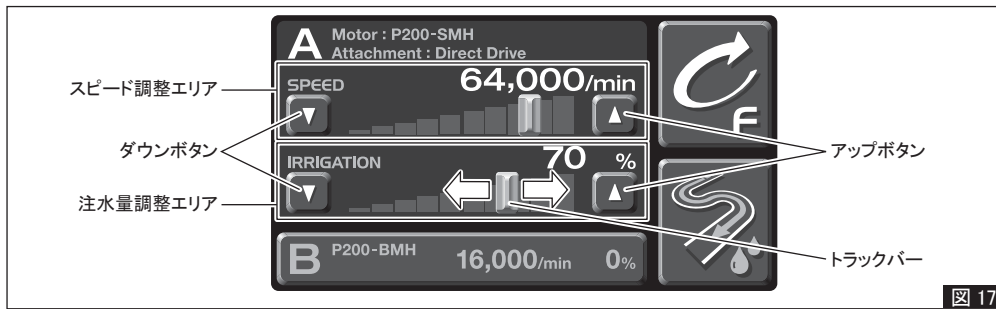 A
Motor : P200-SMH
Attachment : Direct Drive
スピード調整エリア
SPEED
64,000/min
▼
▲
F
ダウンボタン
アップボタン
IRRIGATION
70 %
▼
▲
注水量調整エリア
トラックバー
B
P200-BMH
16,000/min
0%
図 17